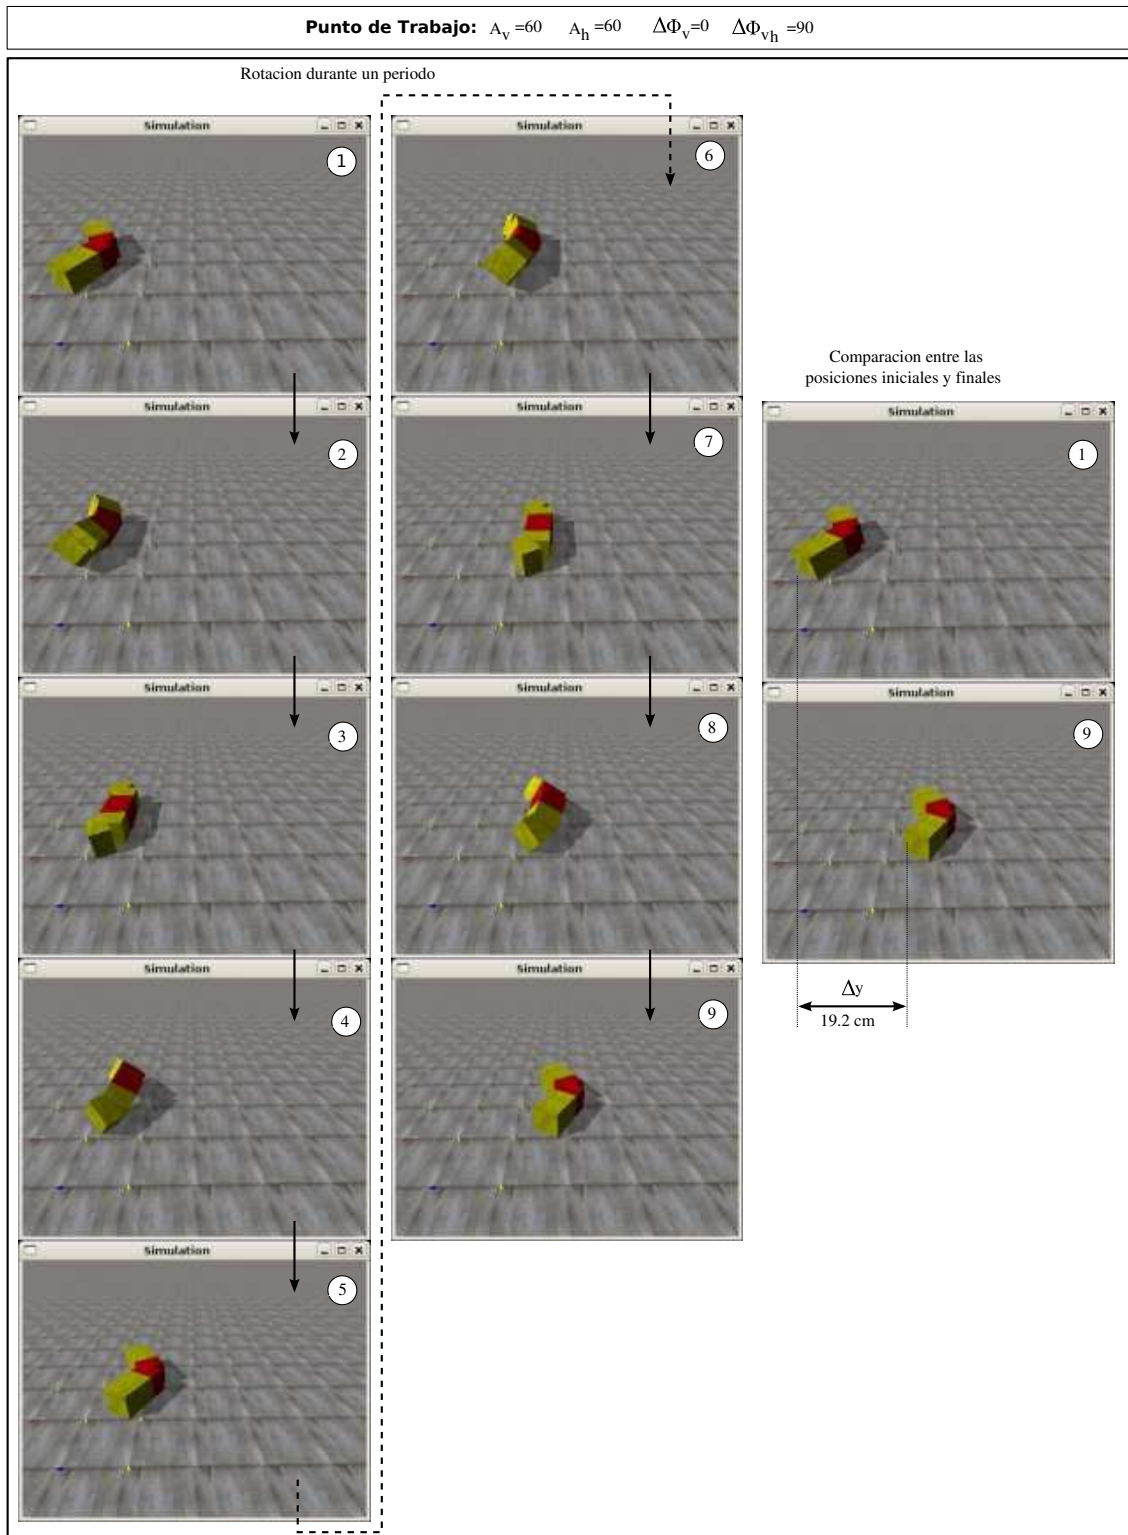 Punto de Trabajo: A_v =60 A_h =60 ΔΦ_v=0 ΔΦ_vh =90
Rotacion durante un periodo
Simulation
1
Simulation
2
Simulation
3
Simulation
4
Simulation
5
Simulation
6
Simulation
7
Simulation
8
Simulation
9
Comparacion entre las
posiciones iniciales y finales
Simulation
1
Simulation
9
Δy
19.2 cm